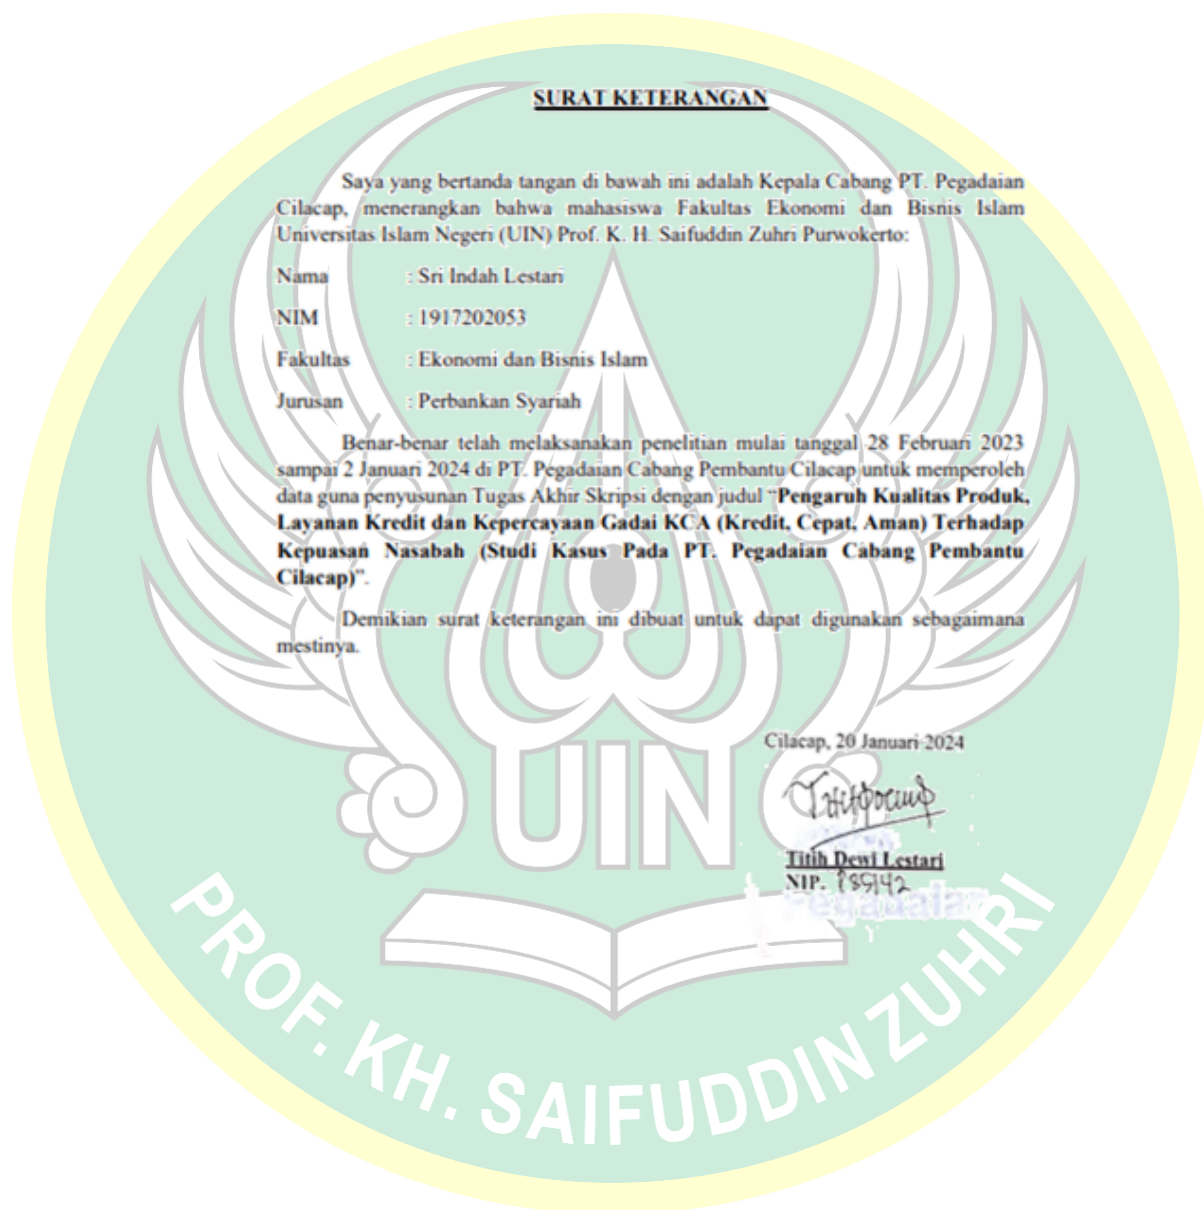 SURAT KETERANGAN
Saya yang bertanda tangan di bawah ini adalah Kepala Cabang PT. Pegadaian
Cilacap, menerangkan bahwa mahasiswa Fakultas Ekonomi dan Bisnis Islam
Universitas Islam Negeri (UIN) Prof. K. H. Saifuddin Zuhri Purwokerto:
Nama : Sri Indah Lestari
NIM : 1917202053
Fakultas : Ekonomi dan Bisnis Islam
Jurusan : Perbankan Syariah
Benar-benar telah melaksanakan penelitian mulai tanggal 28 Februari 2023
sampai 2 Januari 2024 di PT. Pegadaian Cabang Pembantu Cilacap untuk memperoleh
data guna penyusunan Tugas Akhir Skripsi dengan judul “Pengaruh Kualitas Produk,
Layanan Kredit dan Kepercayaan Gadai KCA (Kredit, Cepat, Aman) Terhadap
Kepuasan Nasabah (Studi Kasus Pada PT. Pegadaian Cabang Pembantu
Cilacap)”.
Demikian surat keterangan ini dibuat untuk dapat digunakan sebagaimana
mestinya.
Cilacap, 20 Januari 2024
Titih Dewi Lestari
NIP.
Pegadaian
UIN
PROF. KH. SAIFUDDIN ZUHRI